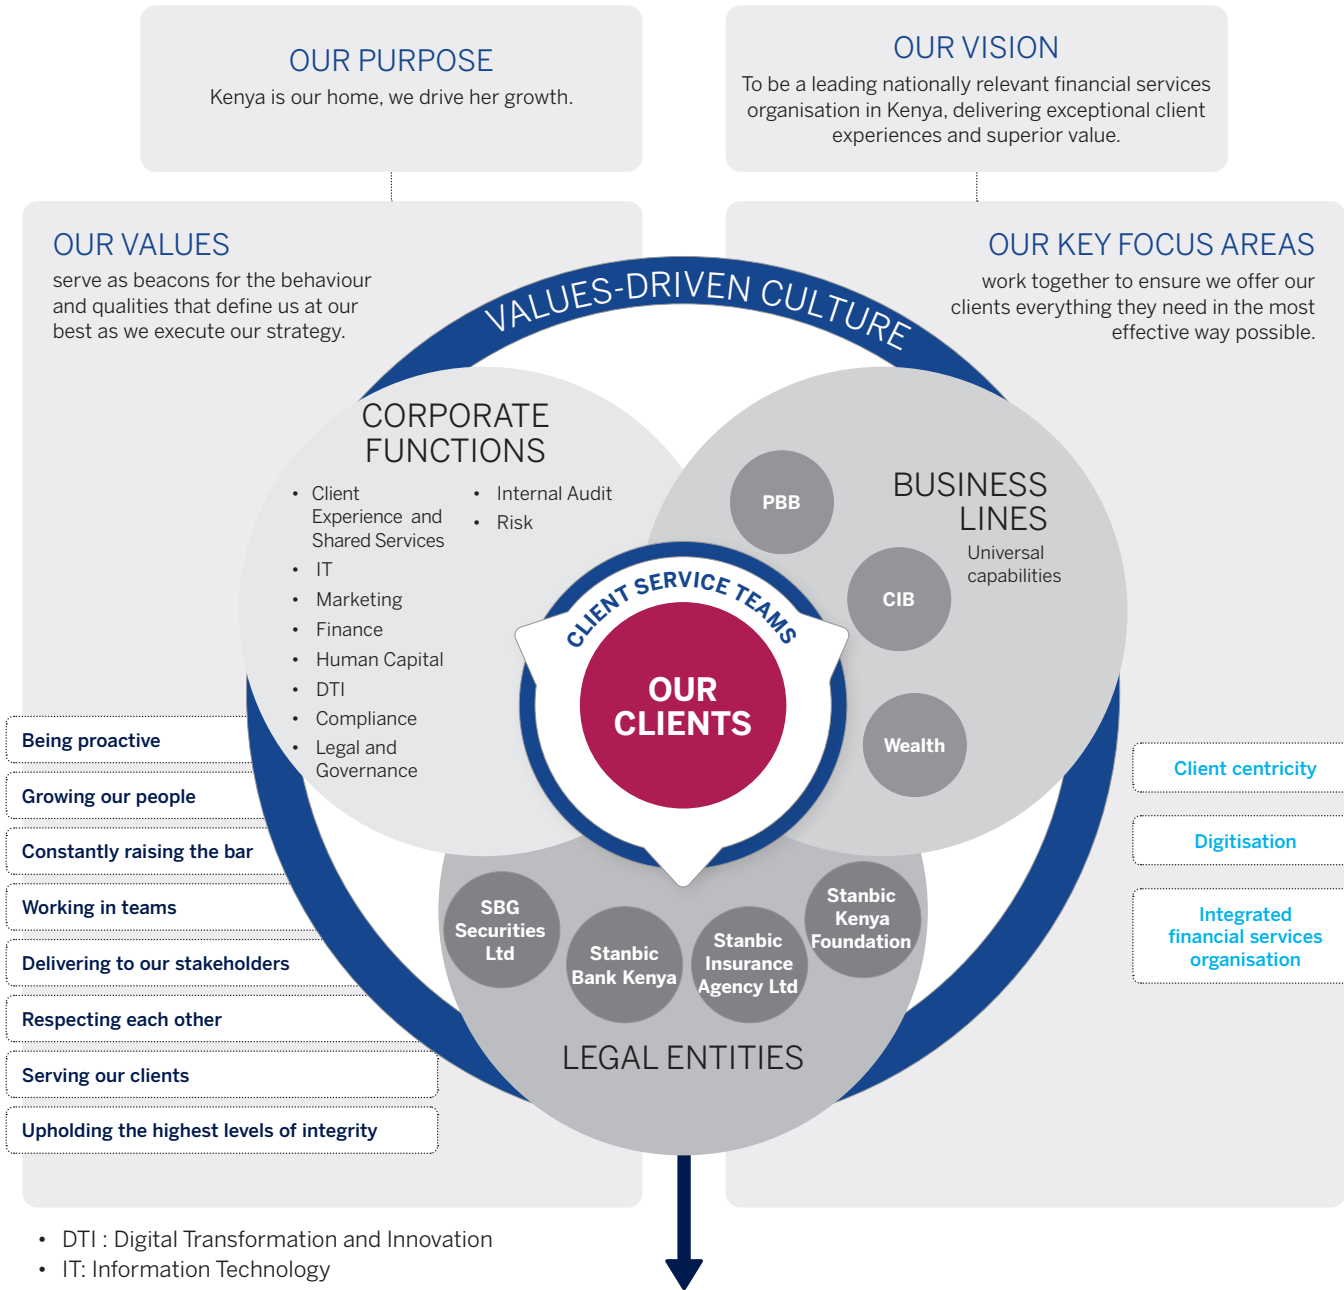 OUR PURPOSE
Kenya is our home, we drive her growth.
OUR VISION
To be a leading nationally relevant financial services
organisation in Kenya, delivering exceptional client
experiences and superior value.
OUR VALUES
serve as beacons for the behaviour
and qualities that define us at our
best as we execute our strategy.
OUR KEY FOCUS AREAS
work together to ensure we offer our
clients everything they need in the most
effective way possible.
VALUES-DRIVEN CULTURE
CORPORATE
FUNCTIONS
• Client
Experience and
Shared Services
• IT
• Marketing
• Finance
• Human Capital
• DTI
• Compliance
• Legal and
Governance
• Internal Audit
• Risk
BUSINESS
LINES
Universal
capabilities
PBB
CIB
Wealth
CLIENT SERVICE TEAMS
OUR
CLIENTS
Being proactive
Growing our people
Constantly raising the bar
Working in teams
Delivering to our stakeholders
Respecting each other
Serving our clients
Upholding the highest levels of integrity
Client centricity
Digitisation
Integrated
financial services
organisation
SBG
Securities
Ltd
Stanbic
Bank Kenya
Stanbic
Insurance
Agency Ltd
Stanbic
Kenya
Foundation
LEGAL ENTITIES
• DTI : Digital Transformation and Innovation
• IT: Information Technology